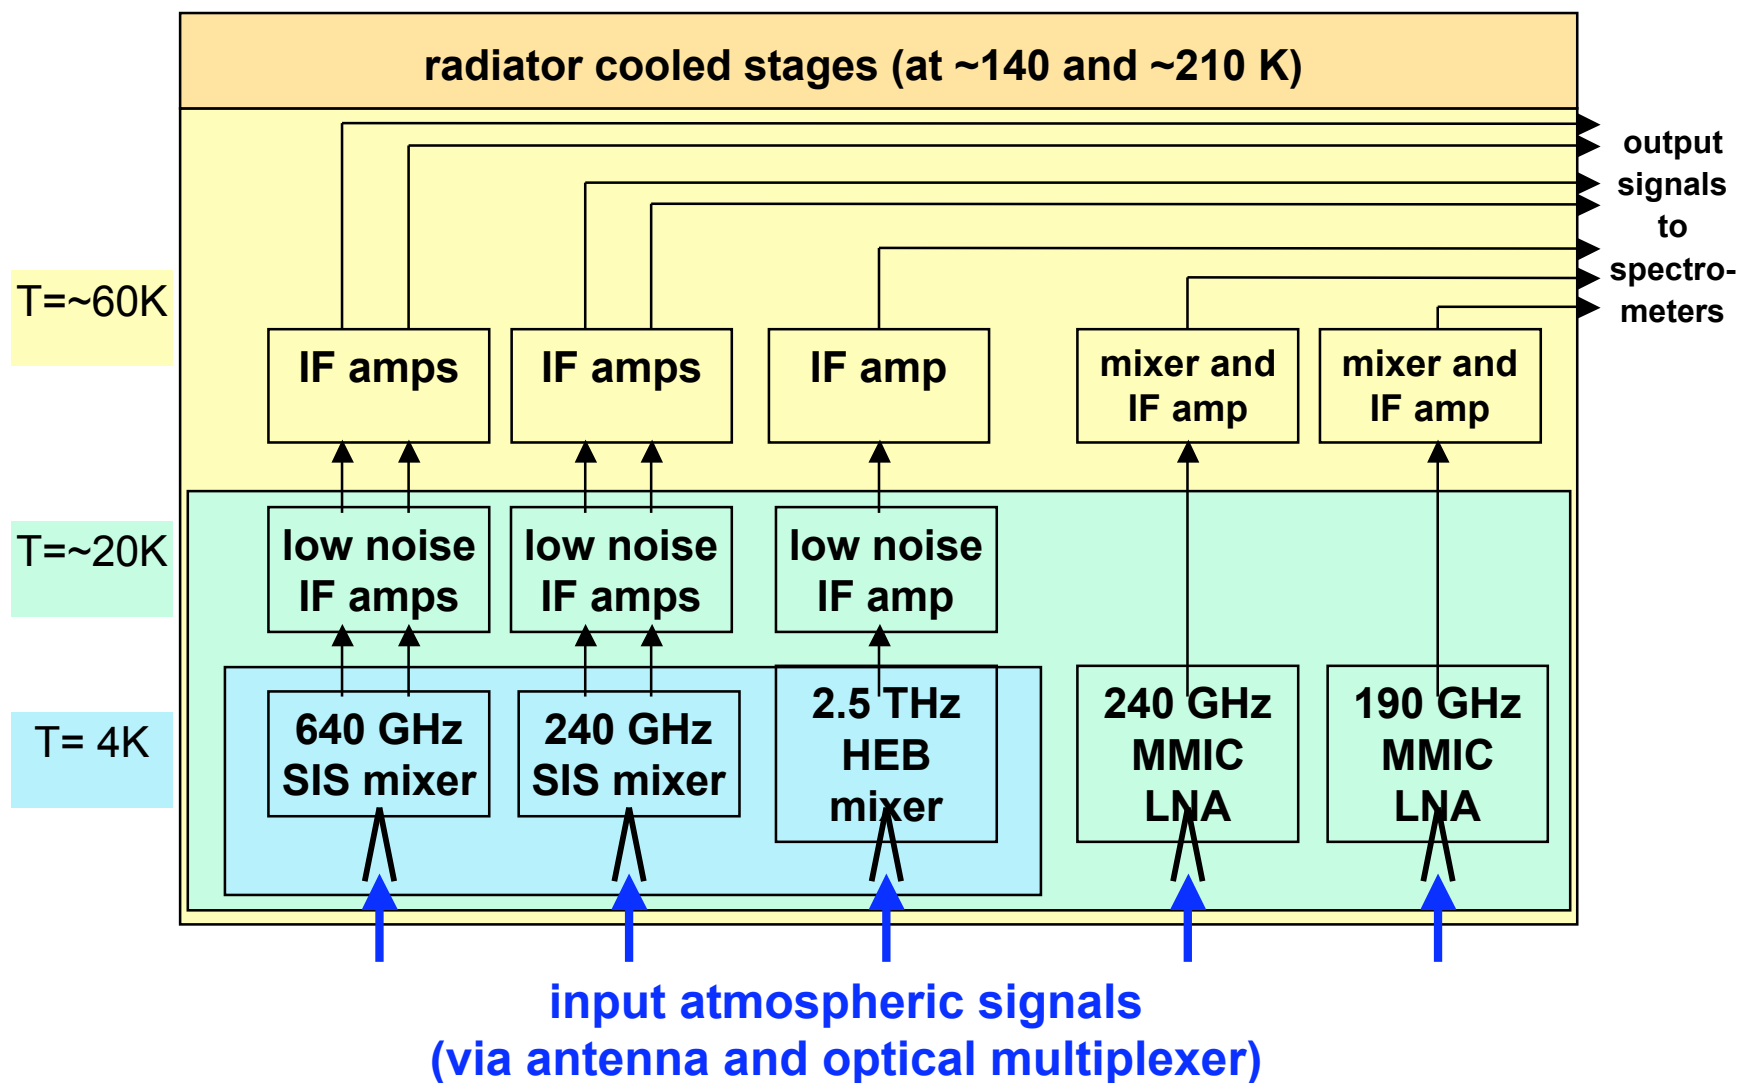 radiator cooled stages (at ~140 and ~210 K)
output
signals
to
spectro-
meters
T=~60K
IF amps
IF amps
IF amp
mixer and
IF amp
mixer and
IF amp
T=~20K
low noise
IF amps
low noise
IF amps
low noise
IF amp
T= 4K
640 GHz
SIS mixer
240 GHz
SIS mixer
2.5 THz
HEB
mixer
240 GHz
MMIC
LNA
190 GHz
MMIC
LNA
input atmospheric signals
(via antenna and optical multiplexer)